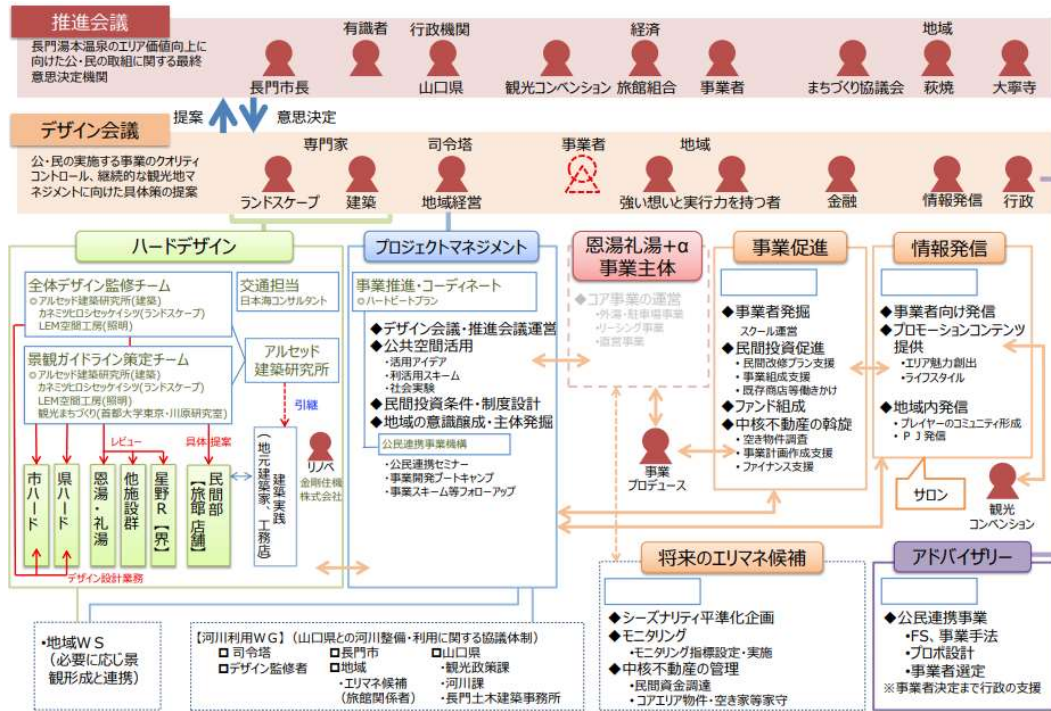 推進会議
長門湯本温泉のエリア価値向上に
向けた公・民の取組に関する最終
意思決定機関
有識者
行政機関
経済
地域
長門市長
山口県
観光コンベンション
旅館組合
事業者
まちづくり協議会
萩焼
大寧寺
提案
意思決定
デザイン会議
公・民の実施する事業のクオリティ
コントロール、継続的な観光地マ
ネジメントに向けた具体策の提案
専門家
司令塔
事業者
地域
ランドスケープ
建築
地域経営
強い想いと実行力を持つ者
金融
情報発信
行政
ハードデザイン
全体デザイン監修チーム
◎アルセッド建築研究所(建築)
カネミツヒロシセッケイシツ(ランドスケープ)
LEM空間工房(照明)
交通担当
日本海コンサルタント
景観ガイドライン策定チーム
◎アルセッド建築研究所(建築)
カネミツヒロシセッケイシツ(ランドスケープ)
LEM空間工房(照明)
観光まちづくり(首都大学東京・川原研究室)
アルセッド
建築研究所
引継
レビュー
具体提案
市ハード
県ハード
恩湯・礼湯
他施設群
星野R【界】
民間部
【旅館店舗】
建築実践
(地元建築家、工務店)
リノベ
金剛住機
株式会社
デザイン設計業務
プロジェクトマネジメント
事業推進・コーディネート
◎ハートビートプラン
◆デザイン会議・推進会議運営
◆公共空間活用
・活用アイデア
・利活用スキーム
・社会実験
◆民間投資条件・制度設計
◆地域の意識醸成・主体発掘
公民連携事業機構
・公民連携セミナー
・事業開発ブートキャンプ
・事業スキーム等フォローアップ
恩湯礼湯+α
事業主体
◆コア事業の運営
・外湯・駐車場事業
・リーシング事業
・直営事業
事業
プロデュース
事業促進
◆事業者発掘
スクール運営
◆民間投資促進
・民間改修プラン支援
・事業組成支援
・既存商店等働きかけ
◆ファンド組成
◆中核不動産の斡旋
・空き物件調査
・事業計画作成支援
・ファイナンス支援
情報発信
◆事業者向け発信
◆プロモーションコンテンツ
提供
・エリア魅力創出
・ライフスタイル
◆地域内発信
・プレイヤーのコミュニティ形成
・PJ発信
サロン
観光
コンベンション
将来のエリマネ候補
◆シーズナリティ平準化企画
◆モニタリング
・モニタリング指標設定・実施
◆中核不動産の管理
・民間資金調達
・コアエリア物件・空き家等家守
アドバイザリー
◆公民連携事業
・FS、事業手法
・プロポ設計
・事業者選定
※事業者決定まで行政の支援
・地域WS
(必要に応じ景
観形成と連携)
【河川利用WG】(山口県との河川整備・利用に関する協議体制)
□ 司令塔 □長門市 □山口県
□デザイン監修者 □地域 ・観光政策課
・エリマネ候補 ・河川課
(旅館関係者) ・長門土木建築事務所